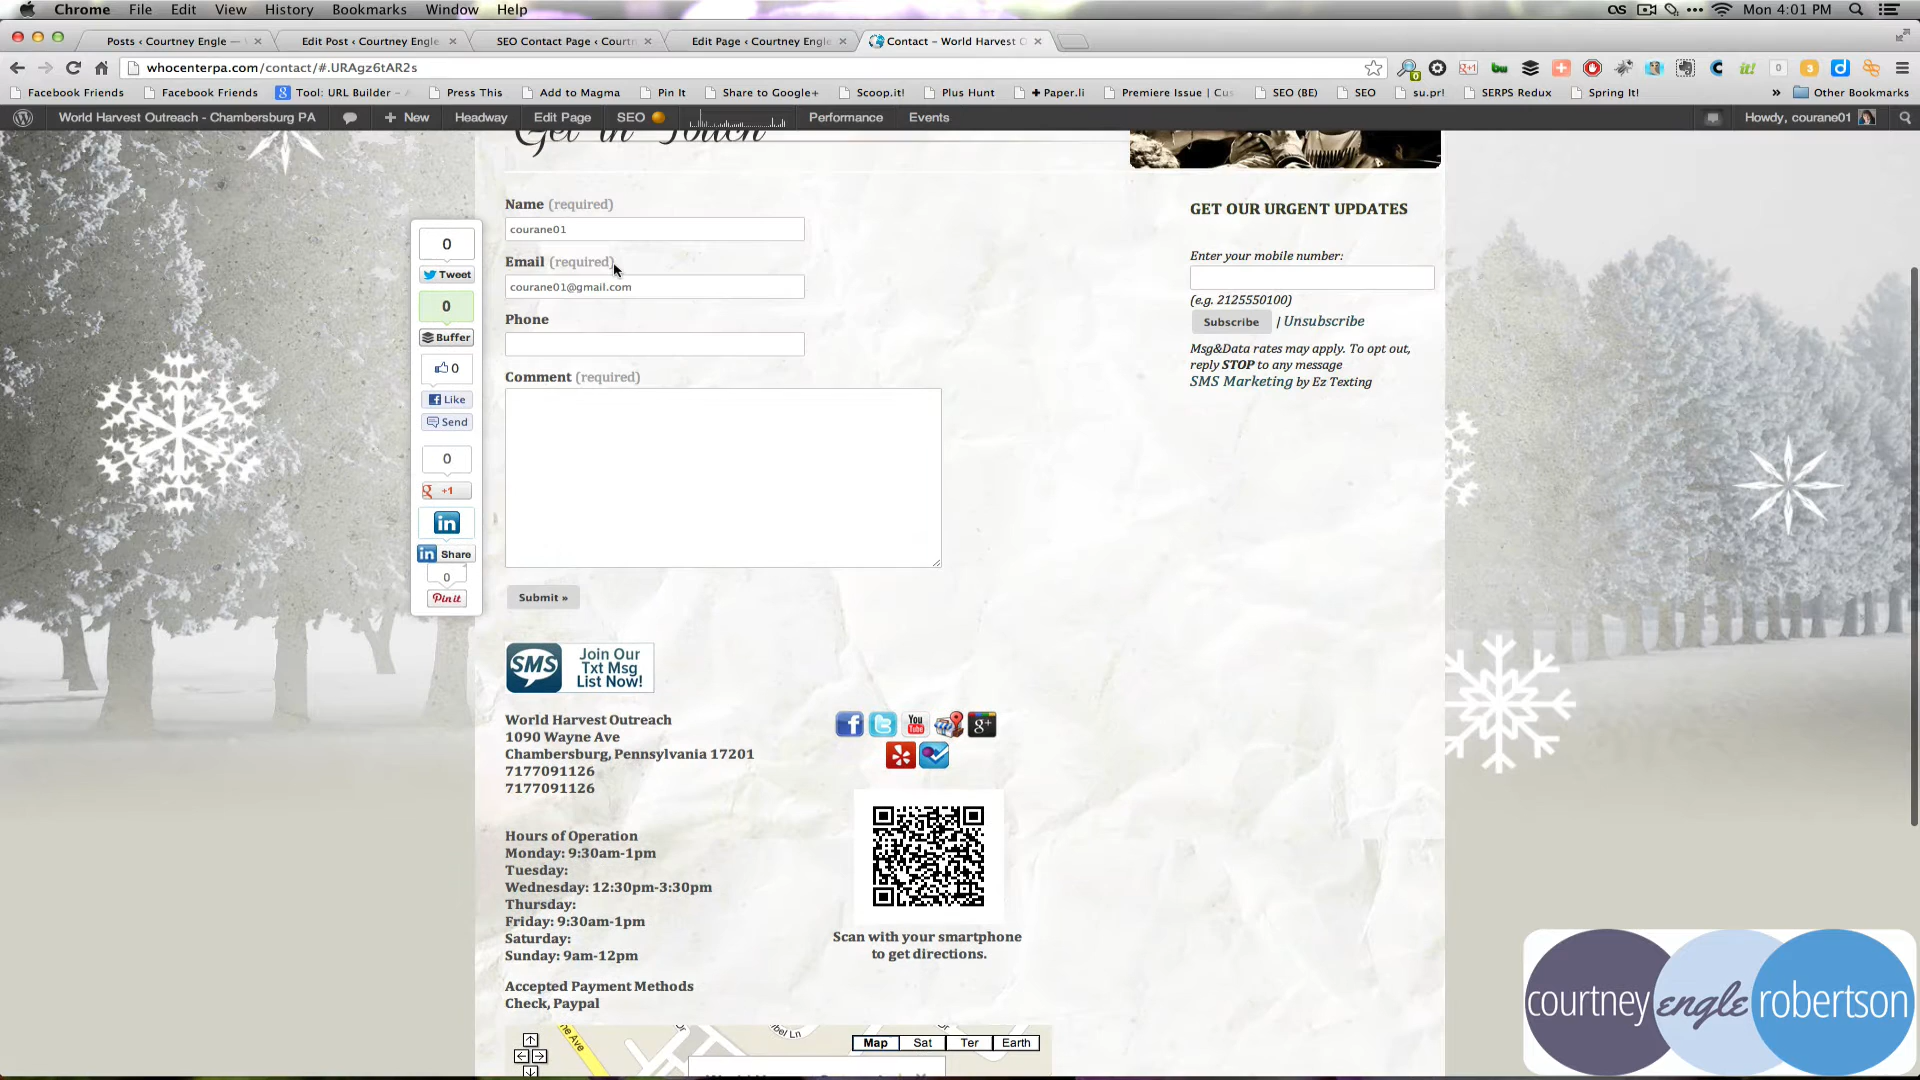 Chrome File Edit View History Bookmarks Window Help Mon 4:01 PM
Posts ‹ Courtney Engle — Edit Post ‹ Courtney Engle SEO Contact Page ‹ Courtn Edit Page ‹ Courtney Engle Contact – World Harvest O
whocenterpa.com/contact/#.URAgz6tAR2s
Facebook Friends Facebook Friends Tool: URL Builder - Press This Add to Magma Pin It Share to Google+ Scoop.it! Plus Hunt + Paper.li Premiere Issue | Cus SEO (BE) SEO su.pr! SERPS Redux Spring It! » Other Bookmarks
World Harvest Outreach - Chambersburg PA + New Headway Edit Page SEO Performance Events Howdy, courane01
Get in Touch
Name (required)
courane01
Email (required)
courane01@gmail.com
Phone
Comment (required)
Submit »
0
Tweet
0
Buffer
0
Like
Send
0
g +1
in
in Share
0
Pin it
GET OUR URGENT UPDATES
Enter your mobile number:
(e.g. 2125550100)
Subscribe | Unsubscribe
Msg&Data rates may apply. To opt out,
reply STOP to any message
SMS Marketing by Ez Texting
SMS Join Our
Txt Msg
List Now!
World Harvest Outreach
1090 Wayne Ave
Chambersburg, Pennsylvania 17201
7177091126
7177091126
Hours of Operation
Monday: 9:30am-1pm
Tuesday:
Wednesday: 12:30pm-3:30pm
Thursday:
Friday: 9:30am-1pm
Saturday:
Sunday: 9am-12pm
Accepted Payment Methods
Check, Paypal
You Tube
g+
Scan with your smartphone
to get directions.
Map Sat Ter Earth
courtney engle robertson